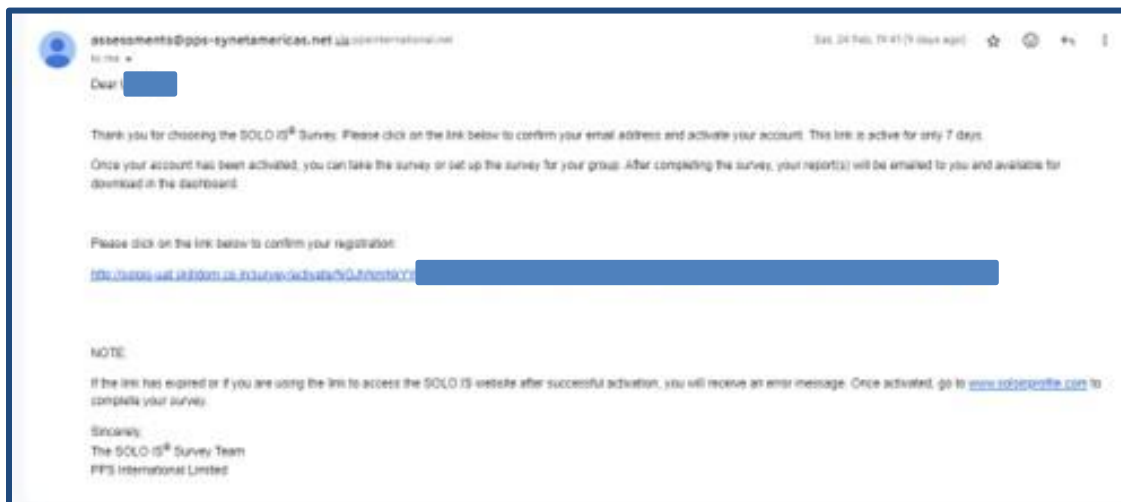 assessments@pps-synetamericas.net via
Sat, 24 Feb, 19:41 (9 days ago)
to me
Dear
Thank you for choosing the SOLO IS® Survey. Please click on the link below to confirm your email address and activate your account. This link is active for only 7 days.
Once your account has been activated, you can take the survey or set up the survey for your group. After completing the survey, your report(s) will be emailed to you and available for
download in the dashboard.
Please click on the link below to confirm your registration:
NOTE:
If the link has expired or if you are using the link to access the SOLO IS website after successful activation, you will receive an error message. Once activated, go to www.soloisprofile.com to
complete your survey.
Sincerely,
The SOLO IS® Survey Team
PPS International Limited